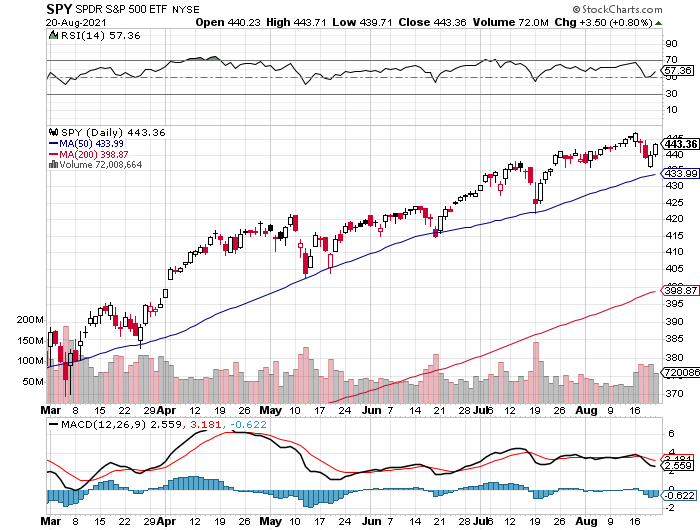 SPY SPDR S&P 500 ETF NYSE
© StockCharts.com
20-Aug-2021
Open 440.23 High 443.71 Low 439.71 Close 443.36 Volume 72.0M Chg +3.50 (+0.80%)
RSI(14) 57.36
90
70
57.36
50
30
10
SPY (Daily) 443.36
MA(50) 433.99
MA(200) 398.87
Volume 72,008,664
445
443.36
440
435
433.99
430
425
420
415
410
405
400
398.87
395
390
385
380
375
370
720086
200M
150M
100M
50M
Mar 8 15 22 29 Apr 12 19 26 May 10 17 24 Jun 7 14 21 28 Jul 6 12 19 26 Aug 9 16
MACD(12,26,9) 2.559, 3.181, -0.622
6
4
3.181
2.559
2
0
-0.622
-2
Mar 8 15 22 29 Apr 12 19 26 May 10 17 24 Jun 7 14 21 28 Jul 6 12 19 26 Aug 9 16